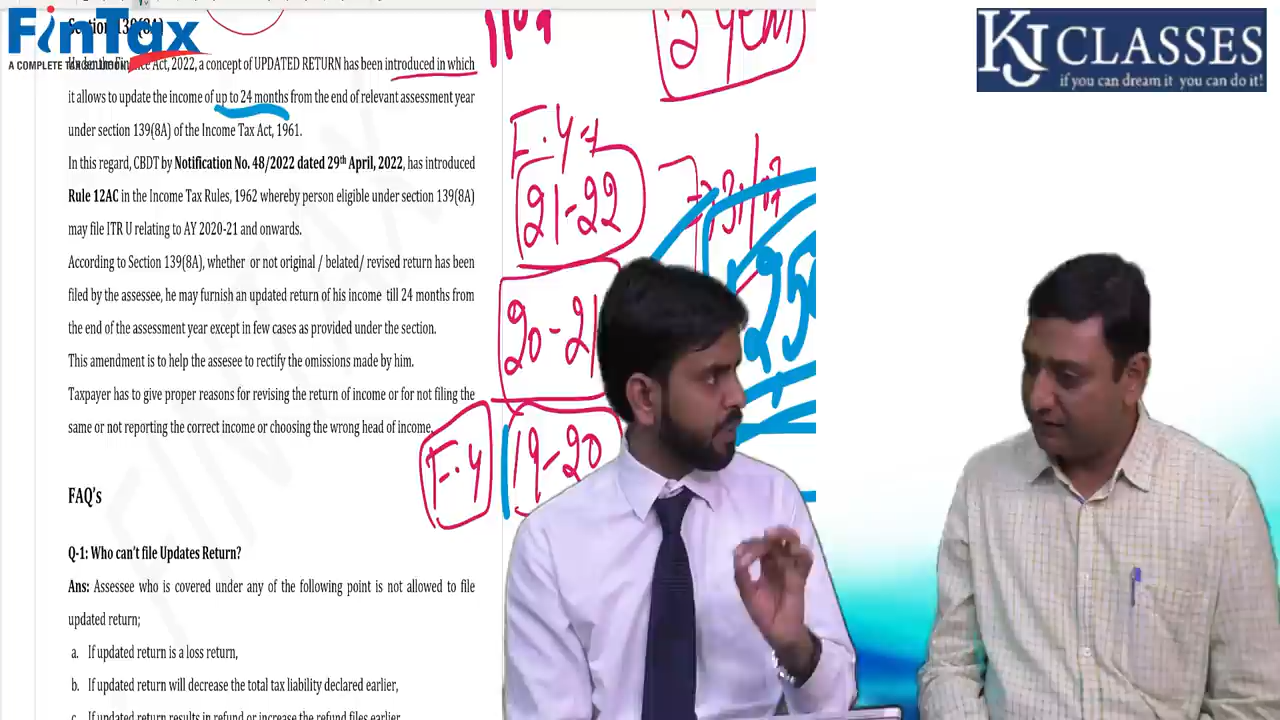 FinTax
A COMPLETE TAX
Section 139(8A)
Act, 2022, a concept of UPDATED RETURN has been introduced in which
it allows to update the income of up to 24 months from the end of relevant assessment year
under section 139(8A) of the Income Tax Act, 1961.
In this regard, CBDT by Notification No. 48/2022 dated 29th April, 2022, has introduced
Rule 12AC in the Income Tax Rules, 1962 whereby person eligible under section 139(8A)
may file ITR U relating to AY 2020-21 and onwards.
According to Section 139(8A), whether or not original / belated/ revised return has been
filed by the assessee, he may furnish an updated return of his income till 24 months from
the end of the assessment year except in few cases as provided under the section.
This amendment is to help the assesee to rectify the omissions made by him.
Taxpayer has to give proper reasons for revising the return of income or for not filing the
same or not reporting the correct income or choosing the wrong head of income.
FAQ's
Q-1: Who can't file Updates Return?
Ans: Assessee who is covered under any of the following point is not allowed to file
updated return;
a. If updated return is a loss return,
b. If updated return will decrease the total tax liability declared earlier,
c. If updated return results in refund or increase the refund files earlier
F.Y
21-22
20-21
F.Y
19-20
25
KJ CLASSES
if you can dream it you can do it!